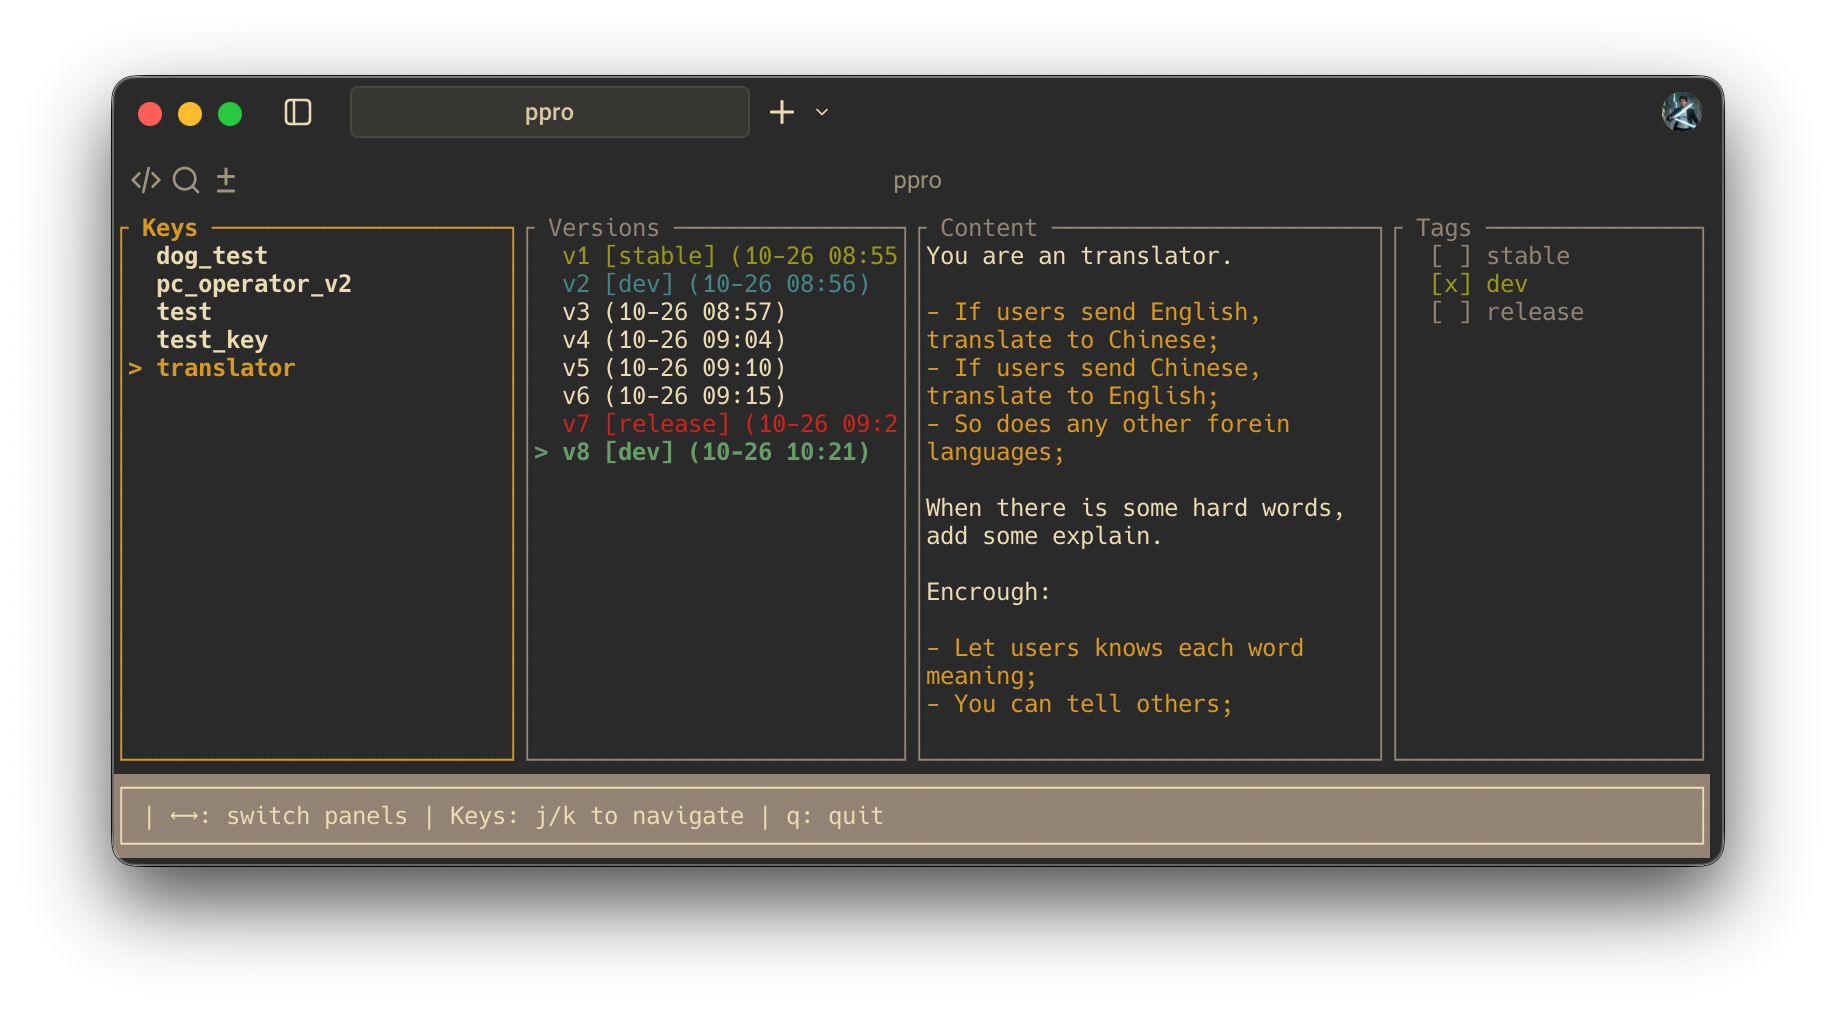 ppro
ppro
Keys
dog_test
pc_operator_v2
test
test_key
> translator
Versions
v1 [stable] (10-26 08:55
v2 [dev] (10-26 08:56)
v3 (10-26 08:57)
v4 (10-26 09:04)
v5 (10-26 09:10)
v6 (10-26 09:15)
v7 [release] (10-26 09:2
> v8 [dev] (10-26 10:21)
Content
You are an translator.
- If users send English,
translate to Chinese;
- If users send Chinese,
translate to English;
- So does any other forein
languages;
When there is some hard words,
add some explain.
Encrough:
- Let users knows each word
meaning;
- You can tell others;
Tags
[ ] stable
[x] dev
[ ] release
| ←→: switch panels | Keys: j/k to navigate | q: quit